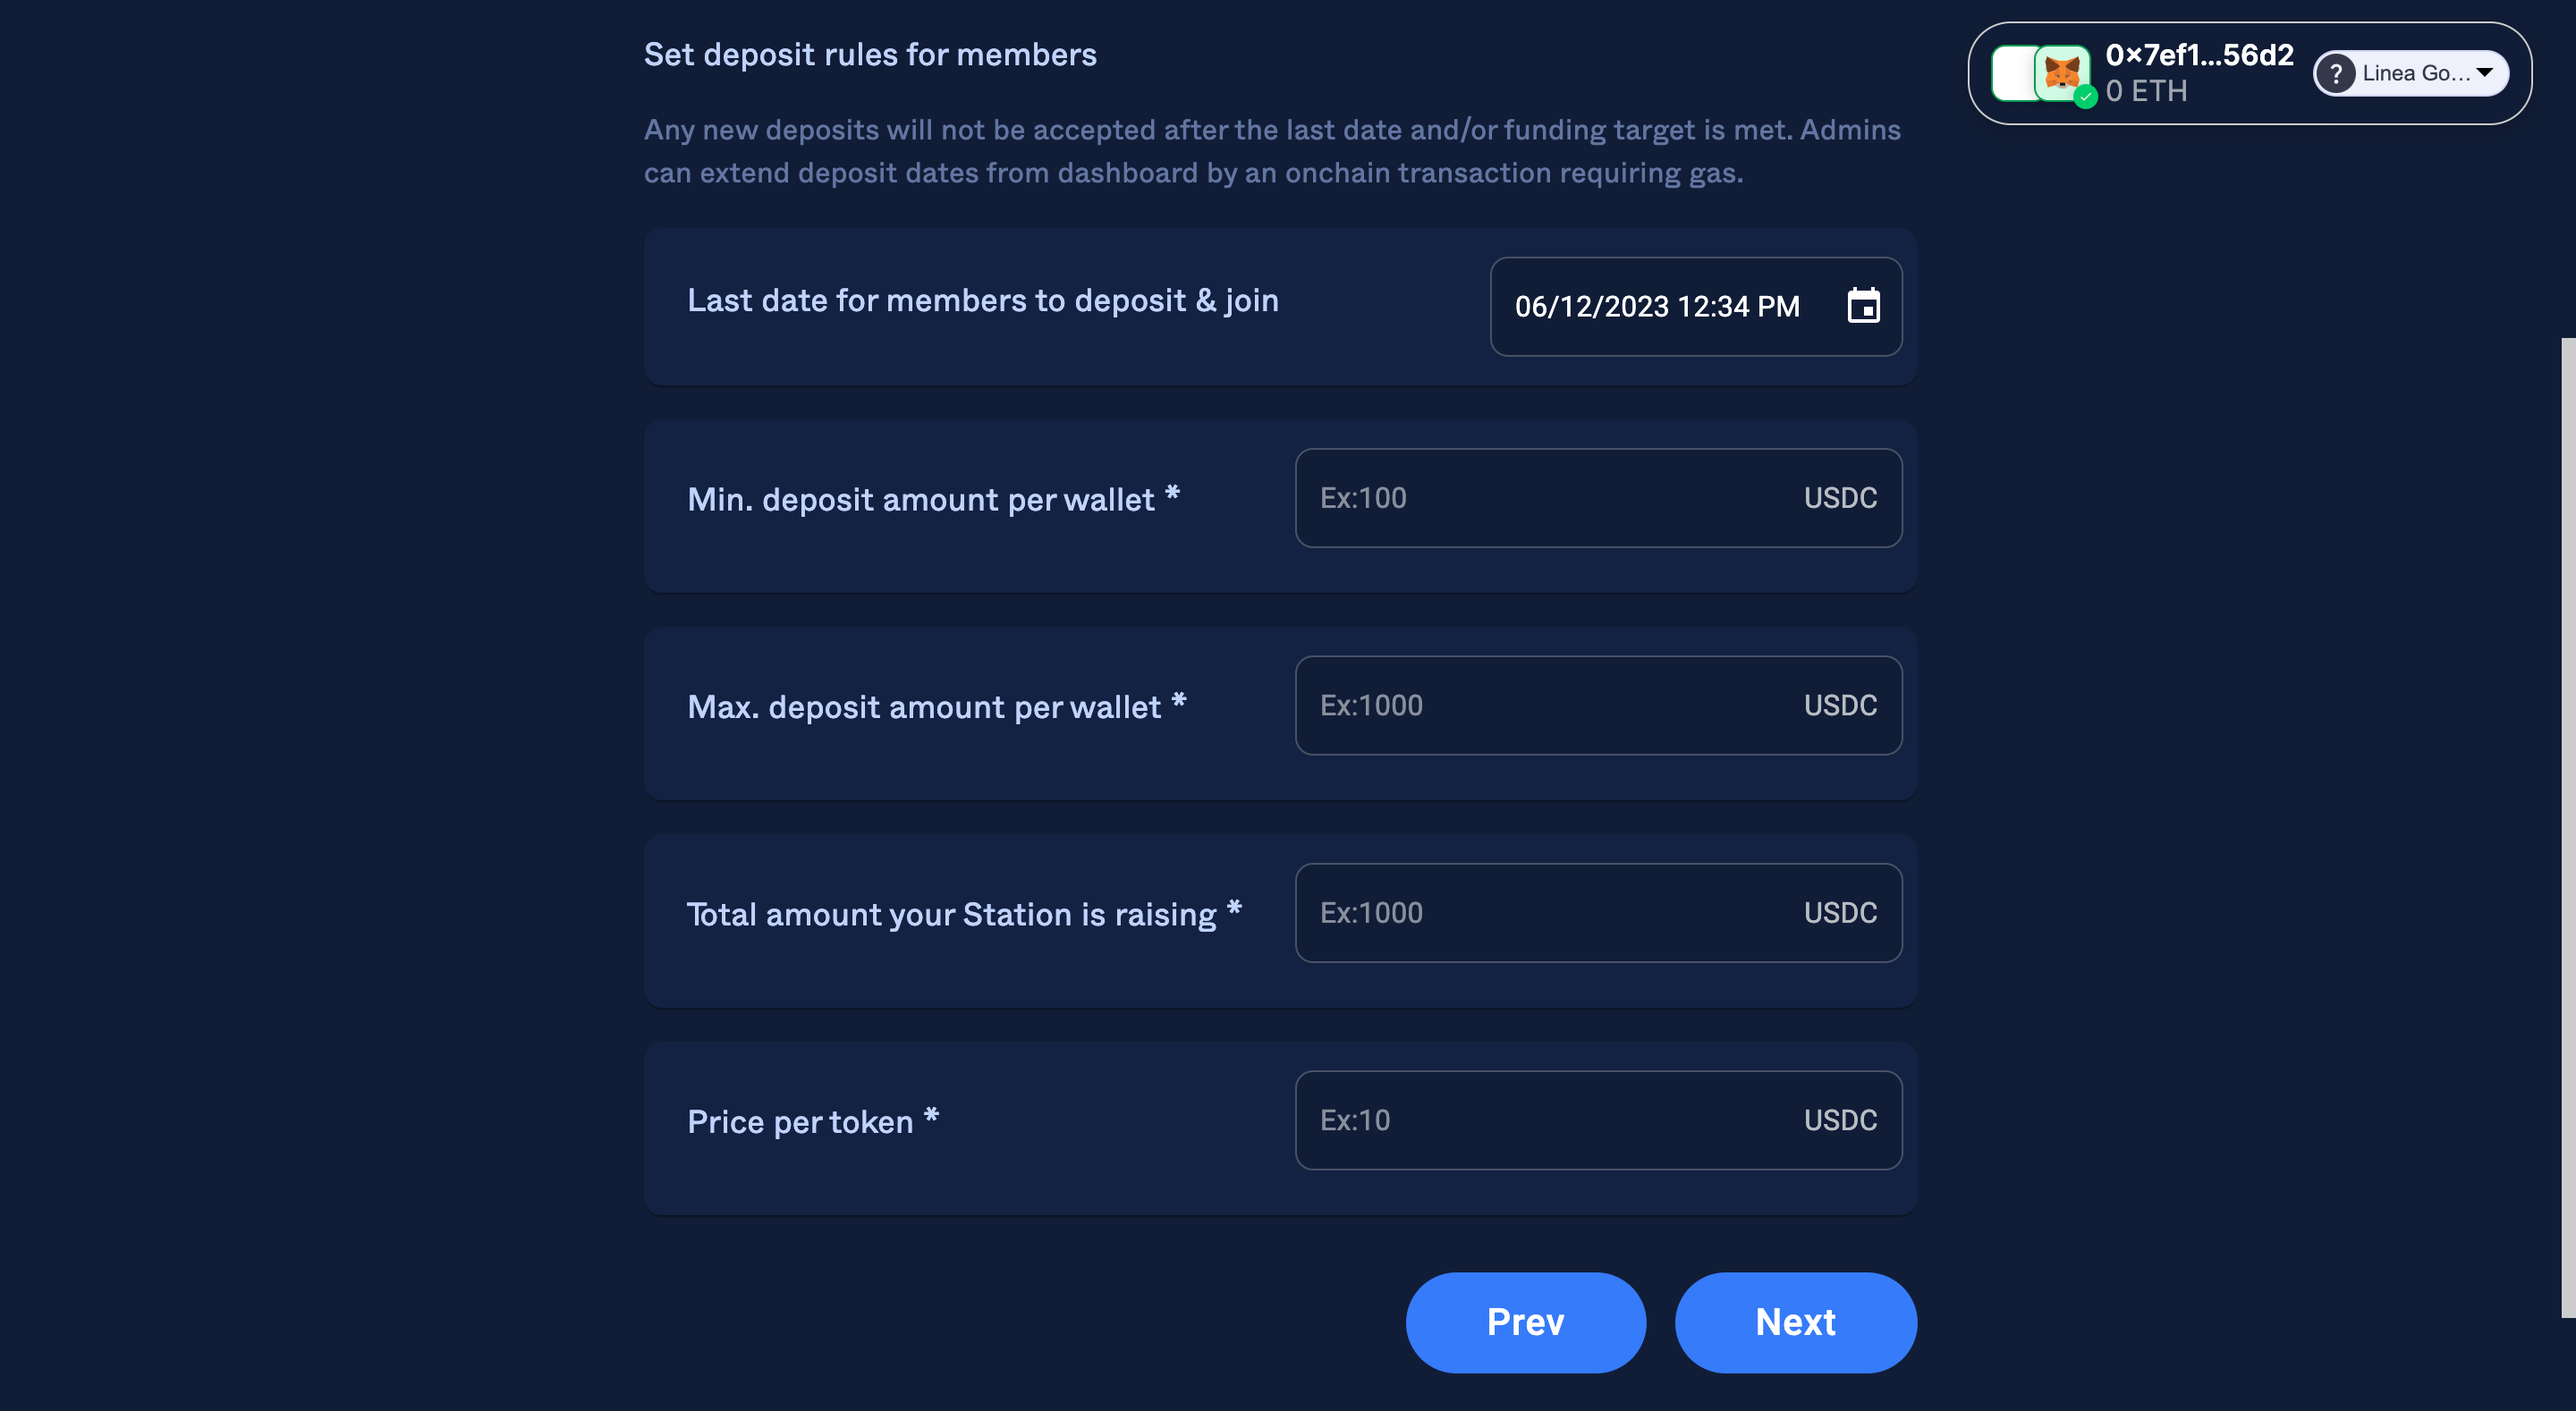 Set deposit rules for members
0x7ef1...56d2
0 ETH
? Linea Go...
Any new deposits will not be accepted after the last date and/or funding target is met. Admins
can extend deposit dates from dashboard by an onchain transaction requiring gas.
Last date for members to deposit & join
06/12/2023 12:34 PM
Min. deposit amount per wallet *
Ex:100 USDC
Max. deposit amount per wallet *
Ex:1000 USDC
Total amount your Station is raising *
Ex:1000 USDC
Price per token *
Ex:10 USDC
Prev Next